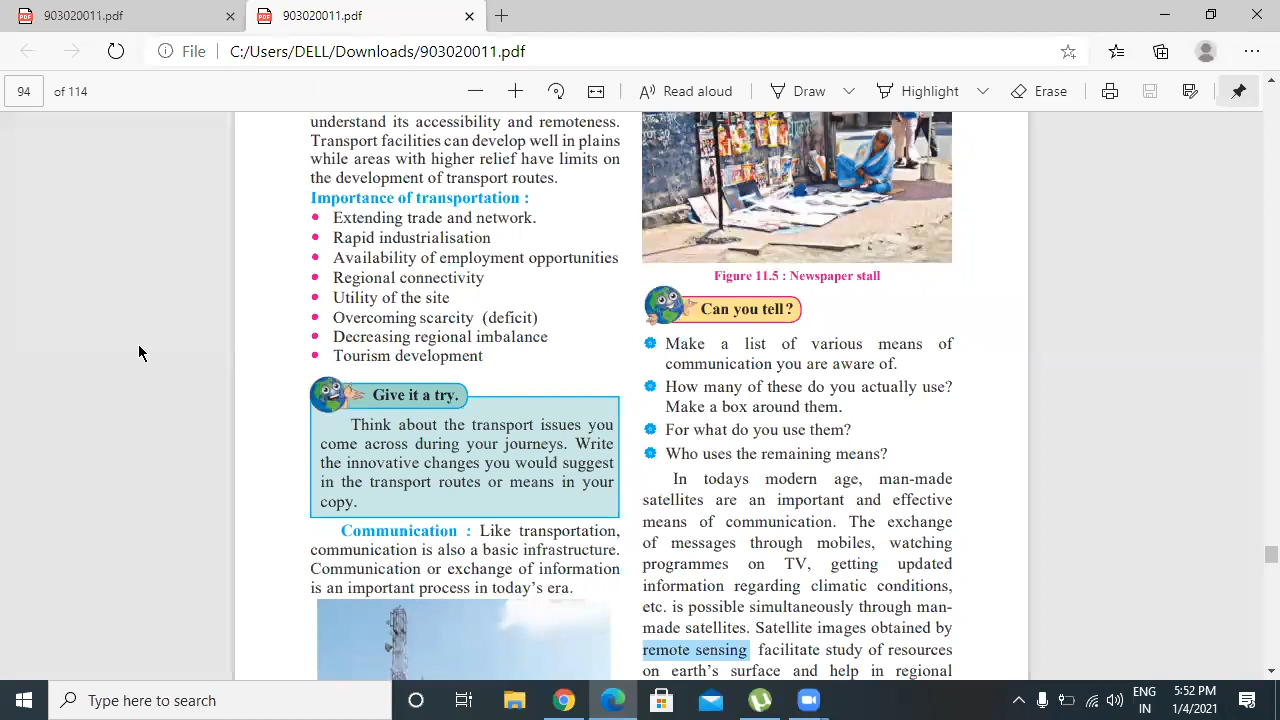 903020011.pdf
903020011.pdf
File
C:/Users/DELL/Downloads/903020011.pdf
94
of 114
Read aloud
Draw
Highlight
Erase
understand its accessibility and remoteness.
Transport facilities can develop well in plains
while areas with higher relief have limits on
the development of transport routes.
Importance of transportation :
• Extending trade and network.
• Rapid industrialisation
• Availability of employment opportunities
• Regional connectivity
• Utility of the site
• Overcoming scarcity (deficit)
• Decreasing regional imbalance
• Tourism development
Give it a try.
Think about the transport issues you
come across during your journeys. Write
the innovative changes you would suggest
in the transport routes or means in your
copy.
Communication : Like transportation,
communication is also a basic infrastructure.
Communication or exchange of information
is an important process in today's era.
Figure 11.5 : Newspaper stall
Can you tell?
Make a list of various means of
communication you are aware of.
How many of these do you actually use?
Make a box around them.
For what do you use them?
Who uses the remaining means?
In todays modern age, man-made
satellites are an important and effective
means of communication. The exchange
of messages through mobiles, watching
programmes on TV, getting updated
information regarding climatic conditions,
etc. is possible simultaneously through man-
made satellites. Satellite images obtained by
remote sensing facilitate study of resources
on earth's surface and help in regional
Type here to search
ENG
IN
5:52 PM
1/4/2021